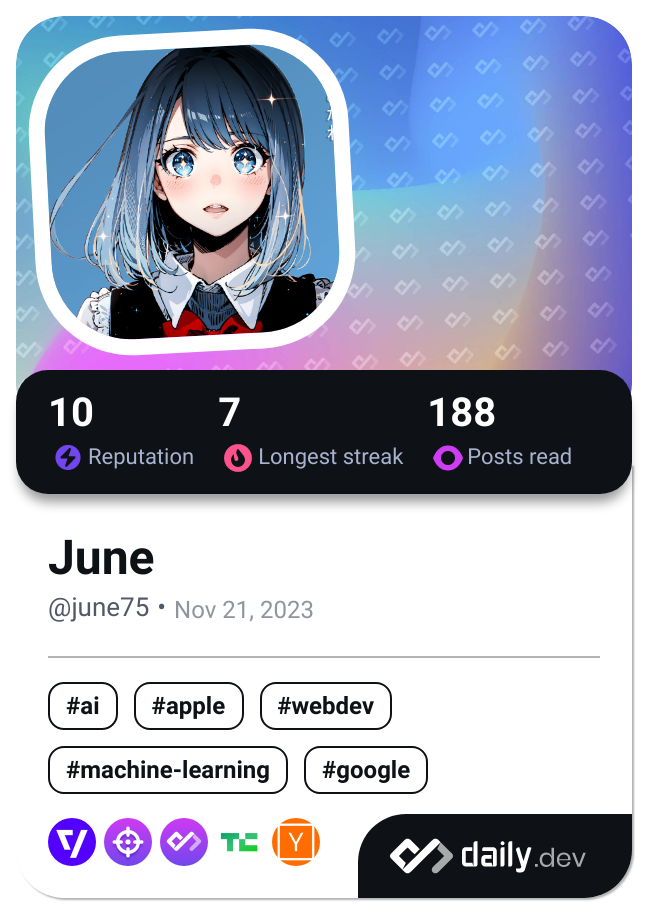 10 7 188
Reputation Longest streak Posts read
June
@june75 • Nov 21, 2023
#ai #apple #webdev
#machine-learning #google
TC Y
daily.dev